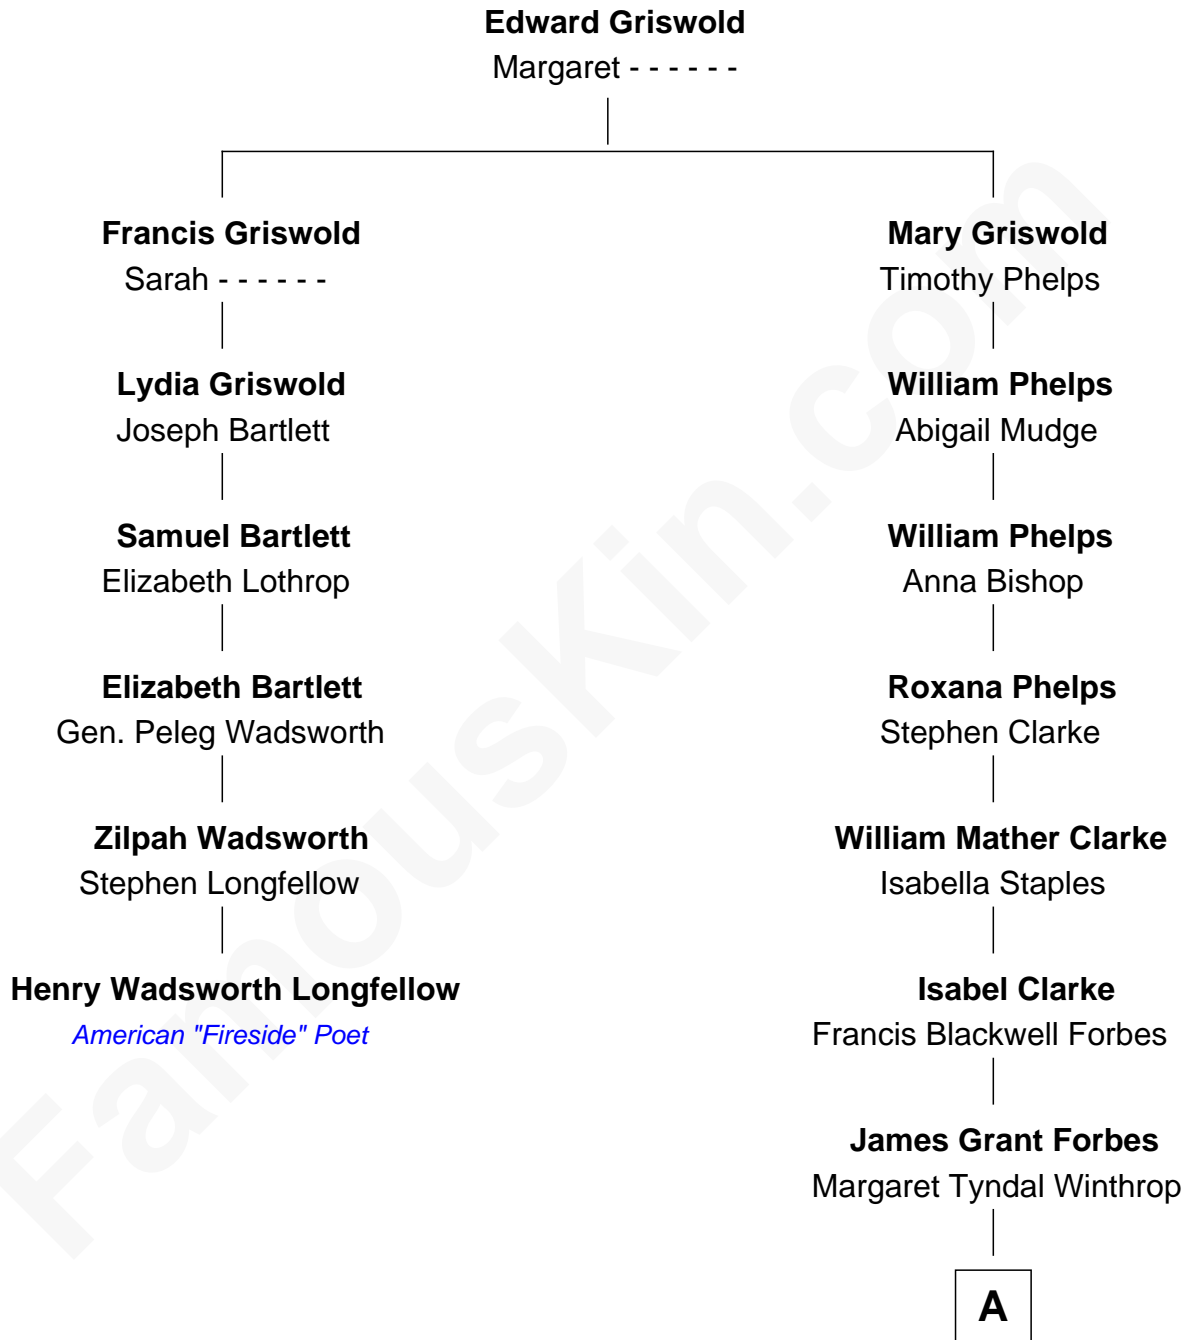 Edward Griswold
Margaret - - - - - -
Francis Griswold
Sarah - - - - - -
Lydia Griswold
Joseph Bartlett
Samuel Bartlett
Elizabeth Lothrop
Elizabeth Bartlett
Gen. Peleg Wadsworth
Zilpah Wadsworth
Stephen Longfellow
Henry Wadsworth Longfellow
American "Fireside" Poet
Mary Griswold
Timothy Phelps
William Phelps
Abigail Mudge
William Phelps
Anna Bishop
Roxana Phelps
Stephen Clarke
William Mather Clarke
Isabella Staples
Isabel Clarke
Francis Blackwell Forbes
James Grant Forbes
Margaret Tyndal Winthrop
A
FamousKin.com